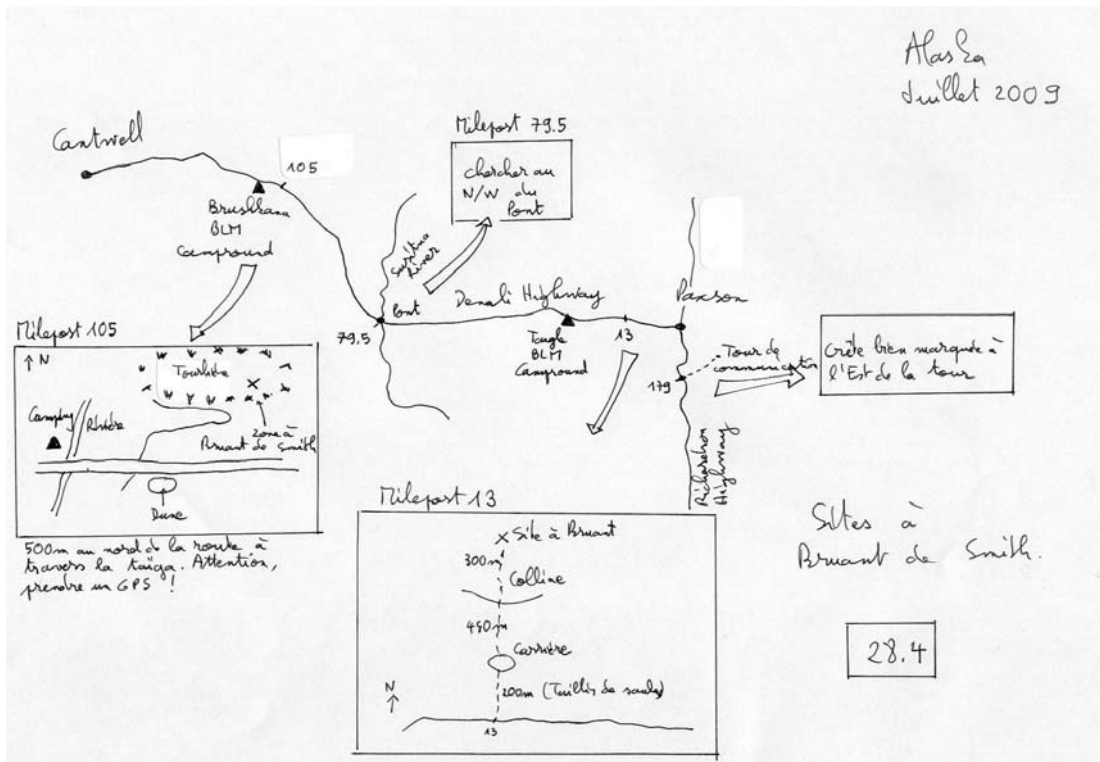 Alaska
Juillet 2009
Cantwell
105
Brushkana
BLM
Campround
Milepost 79.5
chercher au
N/W du
Pont
Susitna
River
Pont
79.5
Denali Highway
Tangle
BLM
Campround
13
Paxson
Tour de
communication
179
Richardson
Highway
Crête bien marquée à
l'Est de la tour
Milepost 105
N
Tourbière
Camping
Rivière
Zone à
Bruant de Smith
Dune
500m au nord de la route à
travers la taïga. Attention,
prendre un GPS !
Milepost 13
Site à Bruant
300m
Colline
450m
Carrière
200m (Taillis de saules)
N
13
Sites à
Bruant de Smith.
28.4